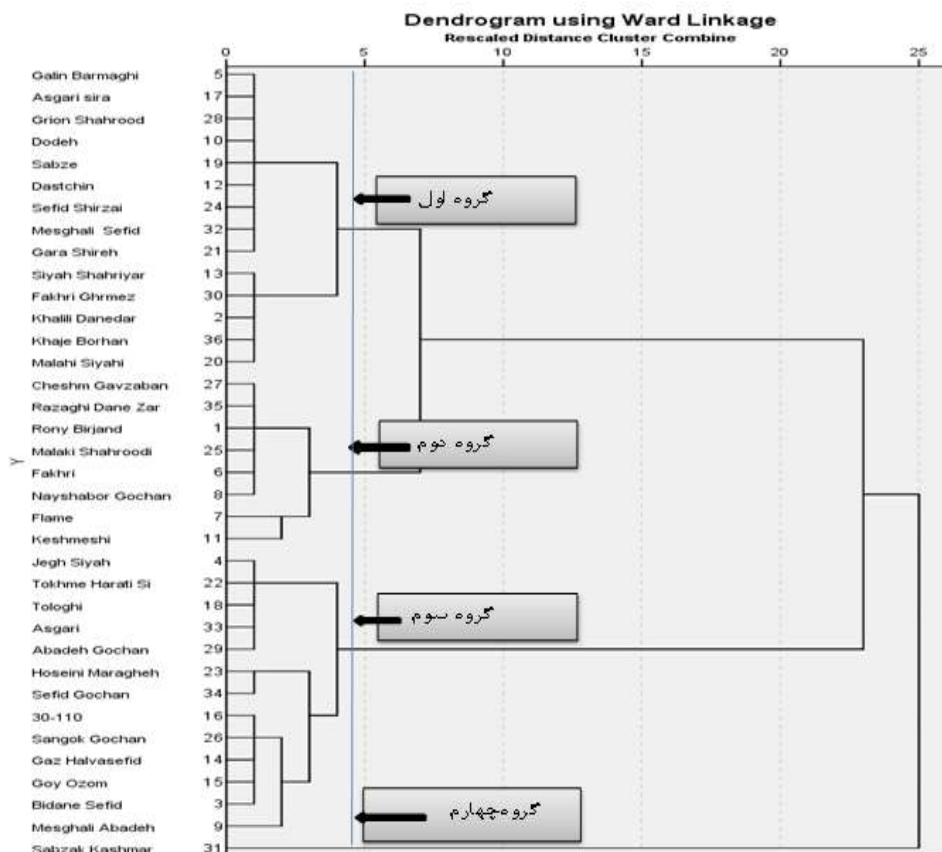 Dendrogram using Ward Linkage
Rescaled Distance Cluster Combine
0 5 10 15 20 25
Galin Barmaghi 5
Asgari sira 17
Grion Shahrood 28
Dodeh 10
Sabze 19
Dastchin 12
Sefid Shirzai 24
Mesghali Sefid 32
Gara Shireh 21
Siyah Shahriyar 13
Fakhri Ghrmez 30
Khalili Danedar 2
Khaje Borhan 36
Malahi Siyahi 20
Cheshm Gavzaban 27
Razaghi Dane Zar 35
Rony Birjand 1
Malaki Shahroodi 25
Fakhri 6
Nayshabor Gochan 8
Flame 7
Keshmeshi 11
Jegh Siyah 4
Tokhme Harati Si 22
Tologhi 18
Asgari 33
Abadeh Gochan 29
Hoseini Maragheh 23
Sefid Gochan 34
30-110 16
Sangok Gochan 26
Gaz Halvasefid 14
Goy Ozom 15
Bidane Sefid 3
Mesghali Abadeh 9
Sabzak Kashmar 31
Y
گروه اول
گروه دوم
گروه سوم
گروه چهارم